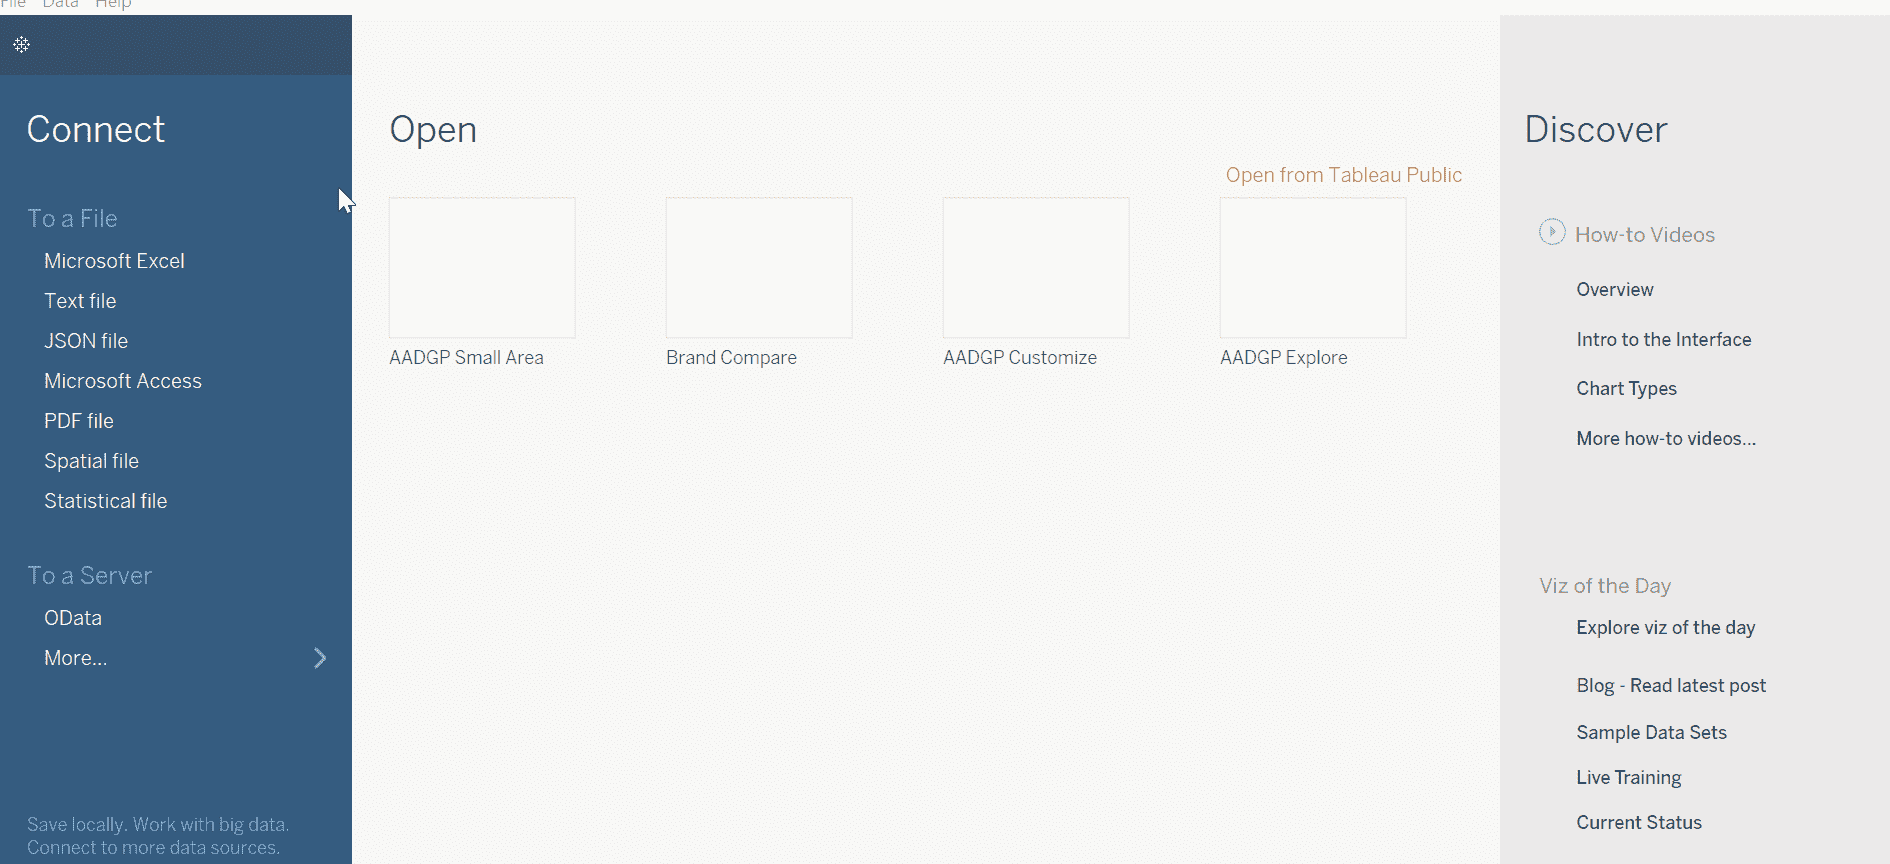 File Data Help
Connect
To a File
Microsoft Excel
Text file
JSON file
Microsoft Access
PDF file
Spatial file
Statistical file
To a Server
OData
More...
Save locally. Work with big data.
Connect to more data sources.
Open
Open from Tableau Public
AADGP Small Area
Brand Compare
AADGP Customize
AADGP Explore
Discover
How-to Videos
Overview
Intro to the Interface
Chart Types
More how-to videos...
Viz of the Day
Explore viz of the day
Blog - Read latest post
Sample Data Sets
Live Training
Current Status